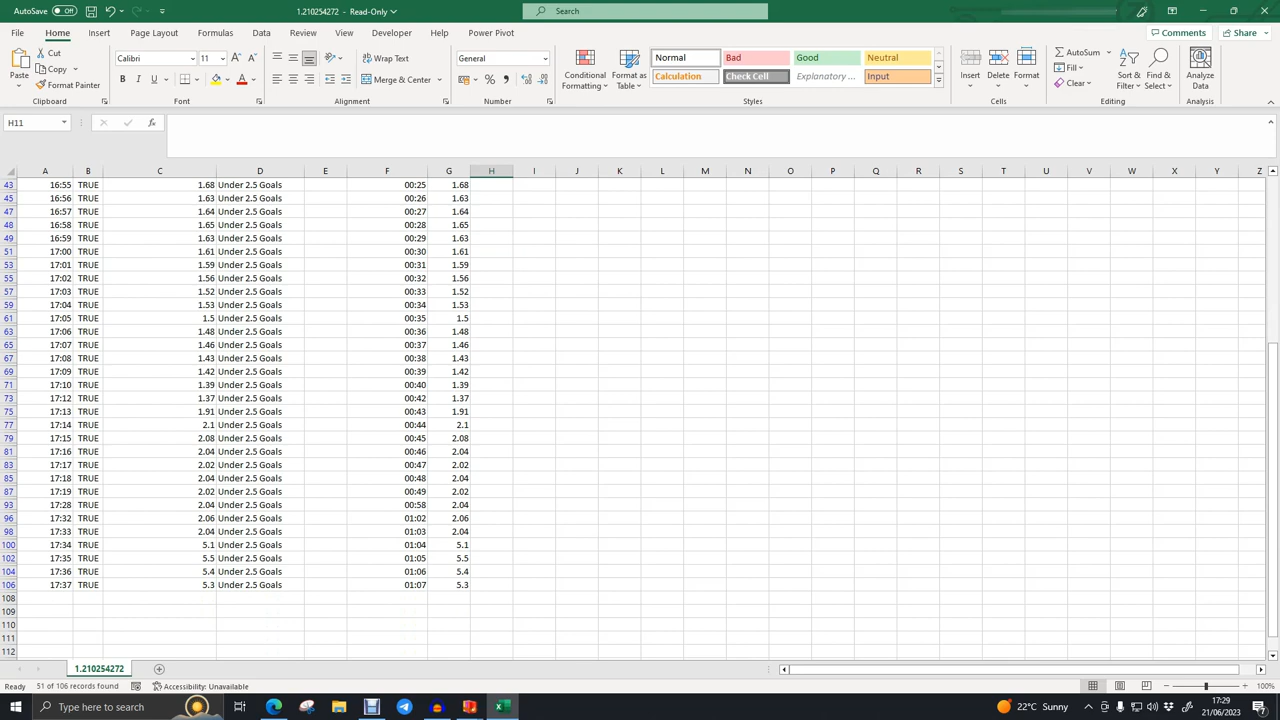 AutoSave Off 1.210254272 - Read-Only Search
File Home Insert Page Layout Formulas Data Review View Developer Help Power Pivot Comments Share
Paste Cut Copy Format Painter Clipboard
Calibri 11 B I U Font
Wrap Text Merge & Center Alignment
General % Number
Conditional Formatting Format as Table
Normal Bad Good Neutral
Calculation Check Cell Explanatory ... Input
Styles
Insert Delete Format Cells
AutoSum Fill Clear Sort & Filter Find & Select Editing
Analyze Data Analysis
H11 fx
A B C D E F G H I J K L M N O P Q R S T U V W X Y Z
43 16:55 TRUE 1.68 Under 2.5 Goals 00:25 1.68
45 16:56 TRUE 1.63 Under 2.5 Goals 00:26 1.63
47 16:57 TRUE 1.64 Under 2.5 Goals 00:27 1.64
48 16:58 TRUE 1.65 Under 2.5 Goals 00:28 1.65
49 16:59 TRUE 1.63 Under 2.5 Goals 00:29 1.63
51 17:00 TRUE 1.61 Under 2.5 Goals 00:30 1.61
53 17:01 TRUE 1.59 Under 2.5 Goals 00:31 1.59
55 17:02 TRUE 1.56 Under 2.5 Goals 00:32 1.56
57 17:03 TRUE 1.52 Under 2.5 Goals 00:33 1.52
59 17:04 TRUE 1.53 Under 2.5 Goals 00:34 1.53
61 17:05 TRUE 1.5 Under 2.5 Goals 00:35 1.5
63 17:06 TRUE 1.48 Under 2.5 Goals 00:36 1.48
65 17:07 TRUE 1.46 Under 2.5 Goals 00:37 1.46
67 17:08 TRUE 1.43 Under 2.5 Goals 00:38 1.43
69 17:09 TRUE 1.42 Under 2.5 Goals 00:39 1.42
71 17:10 TRUE 1.39 Under 2.5 Goals 00:40 1.39
73 17:12 TRUE 1.37 Under 2.5 Goals 00:42 1.37
75 17:13 TRUE 1.91 Under 2.5 Goals 00:43 1.91
77 17:14 TRUE 2.1 Under 2.5 Goals 00:44 2.1
79 17:15 TRUE 2.08 Under 2.5 Goals 00:45 2.08
81 17:16 TRUE 2.04 Under 2.5 Goals 00:46 2.04
83 17:17 TRUE 2.02 Under 2.5 Goals 00:47 2.02
85 17:18 TRUE 2.04 Under 2.5 Goals 00:48 2.04
87 17:19 TRUE 2.02 Under 2.5 Goals 00:49 2.02
93 17:28 TRUE 2.04 Under 2.5 Goals 00:58 2.04
96 17:32 TRUE 2.06 Under 2.5 Goals 01:02 2.06
98 17:33 TRUE 2.04 Under 2.5 Goals 01:03 2.04
100 17:34 TRUE 5.1 Under 2.5 Goals 01:04 5.1
102 17:35 TRUE 5.5 Under 2.5 Goals 01:05 5.5
104 17:36 TRUE 5.4 Under 2.5 Goals 01:06 5.4
106 17:37 TRUE 5.3 Under 2.5 Goals 01:07 5.3
108
109
110
111
112
1.210254272
Ready 51 of 106 records found Accessibility: Unavailable 100%
Type here to search 22°C Sunny 17:29
21/06/2023